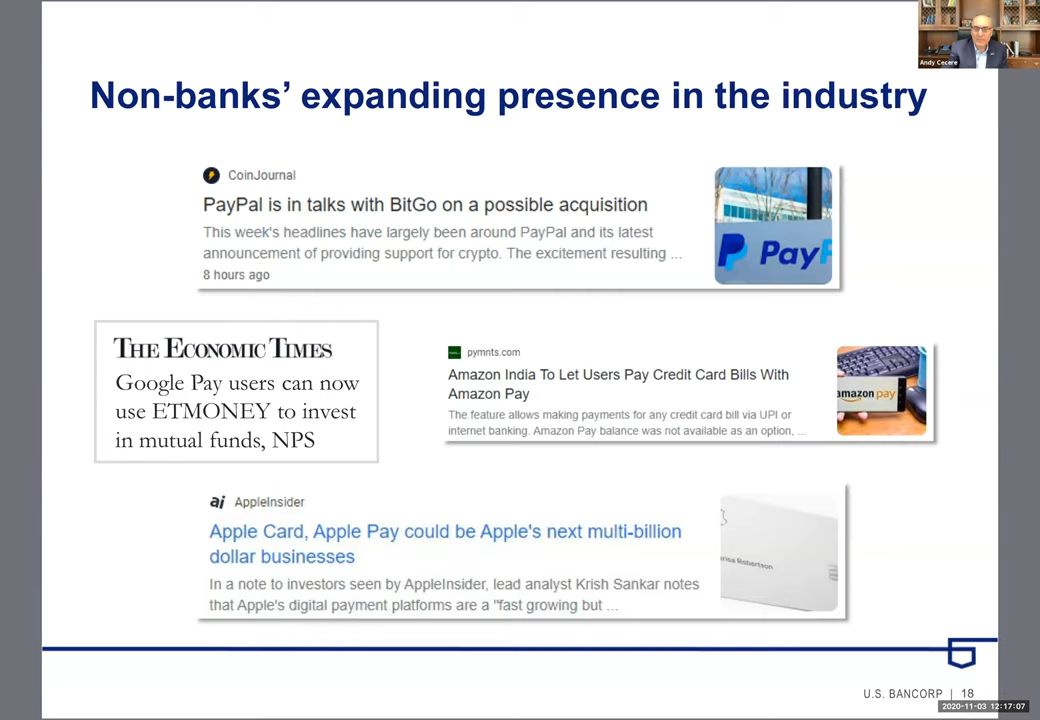 Andy Cecere
Non-banks’ expanding presence in the industry
CoinJournal
PayPal is in talks with BitGo on a possible acquisition
This week's headlines have largely been around PayPal and its latest
announcement of providing support for crypto. The excitement resulting ...
8 hours ago
PayP
THE ECONOMIC TIMES
Google Pay users can now
use ETMONEY to invest
in mutual funds, NPS
pymnts.com
Amazon India To Let Users Pay Credit Card Bills With
Amazon Pay
The feature allows making payments for any credit card bill via UPI or
internet banking. Amazon Pay balance was not available as an option, ...
amazon pay
ai AppleInsider
Apple Card, Apple Pay could be Apple's next multi-billion
dollar businesses
In a note to investors seen by AppleInsider, lead analyst Krish Sankar notes
that Apple's digital payment platforms are a "fast growing but ...
Robertson
U.S. BANCORP | 18
2020-11-03 12:17:07